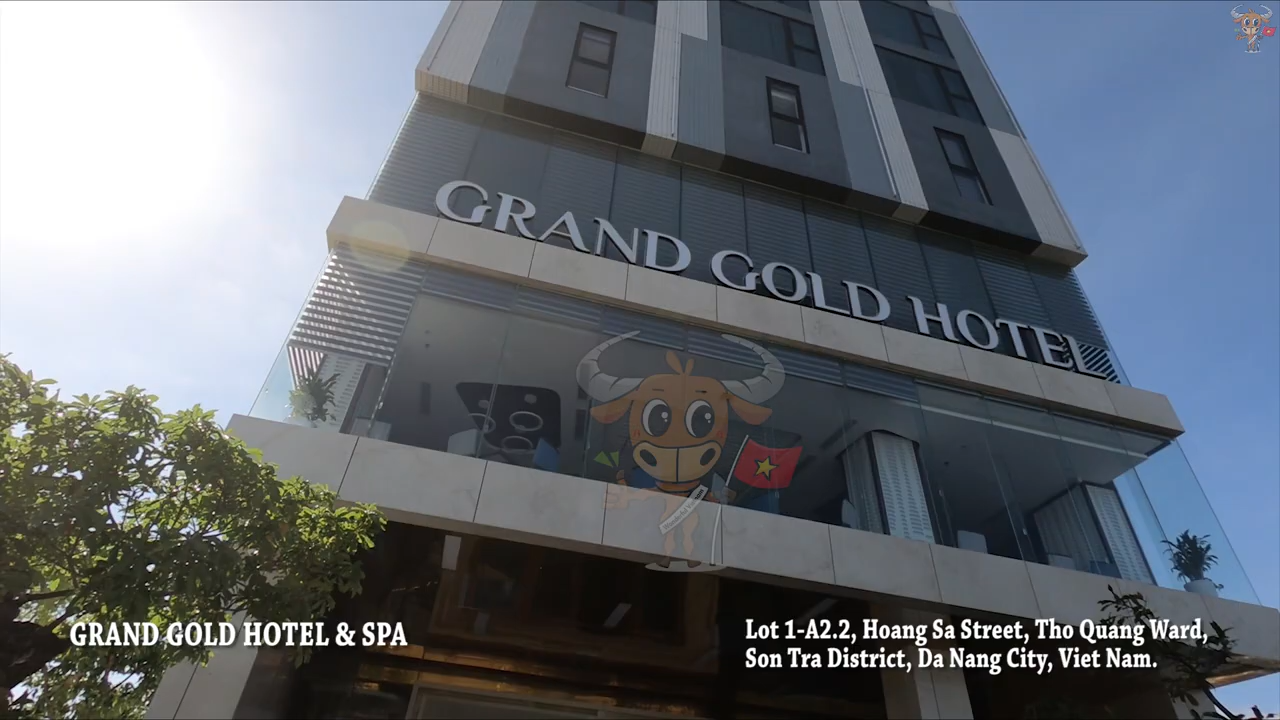 GRAND GOLD HOTEL
GRAND GOLD HOTEL & SPA
Lot 1-A2.2, Hoang Sa Street, Tho Quang Ward,
Son Tra District, Da Nang City, Viet Nam.